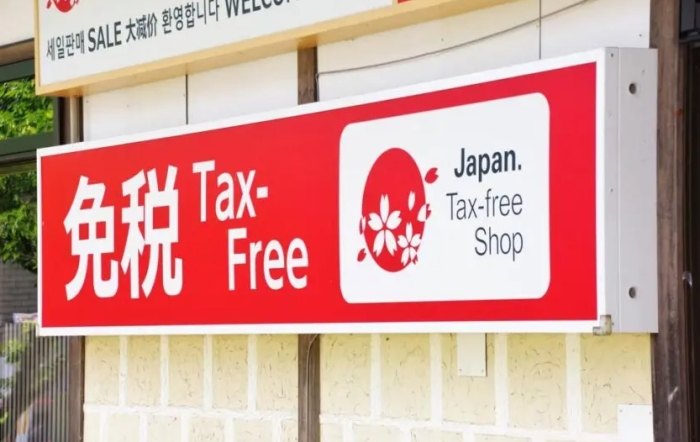 세일판매 SALE 大减价 환영합니다 WELCOME
免税
Tax-
Free
Japan.
Tax-free
Shop